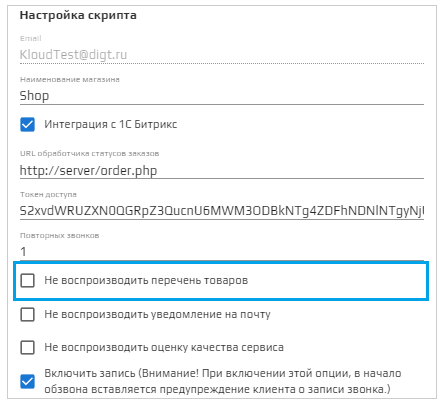 Настройка скрипта
Email
KloudTest@digt.ru
Наименование магазина
Shop
Интеграция с 1С Битрикс
URL обработчика статусов заказов
http://server/order.php
Токен доступа
S2xvdWRUZXN0QGRpZ3QucnU6MWM3ODBkNTg4ZDFhNDNlNTgyNjU
Повторных звонков
1
Не воспроизводить перечень товаров
Не воспроизводить уведомление на почту
Не воспроизводить оценку качества сервиса
Включить запись (Внимание! При включении этой опции, в начало
обзвона вставляется предупреждение клиента о записи звонка.)